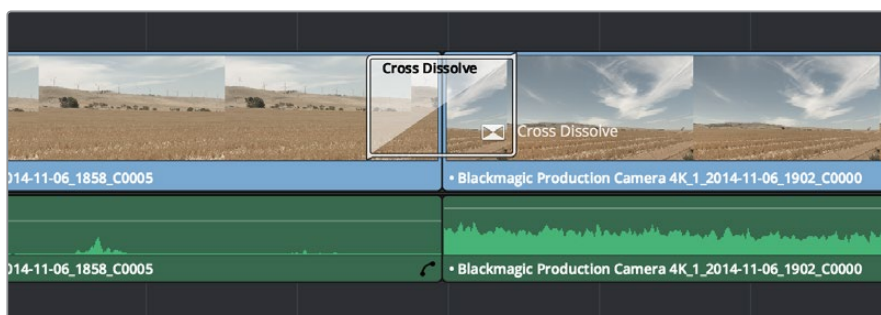 Cross Dissolve
Cross Dissolve
014-11-06_1858_C0005
• Blackmagic Production Camera 4K_1_2014-11-06_1902_C0000
014-11-06_1858_C0005
• Blackmagic Production Camera 4K_1_2014-11-06_1902_C0000